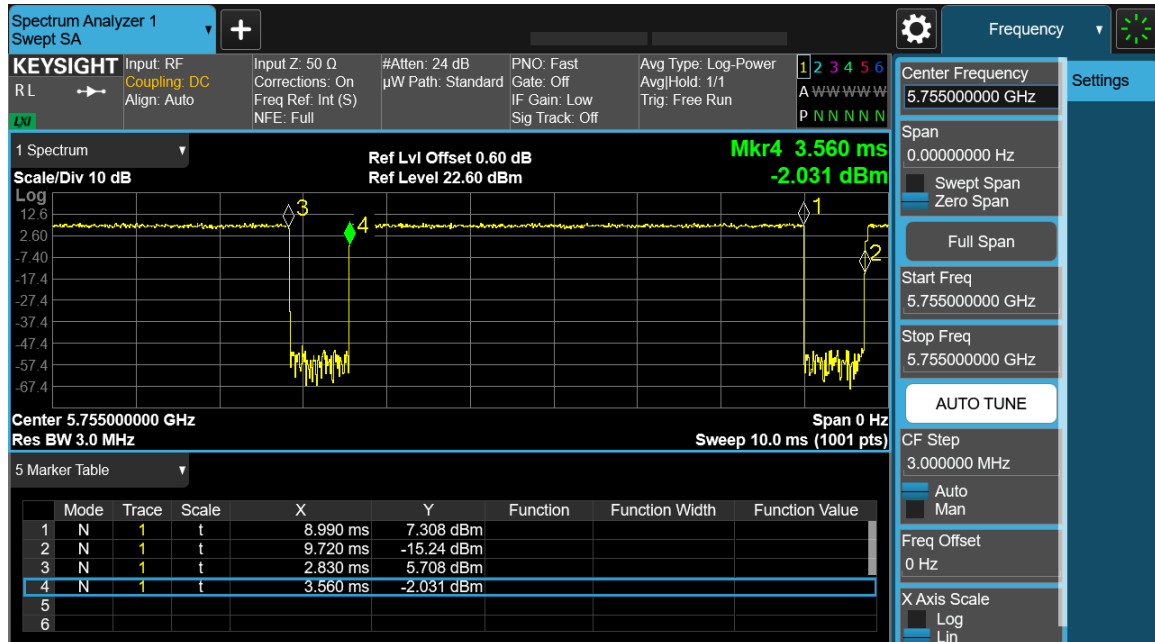 Spectrum Analyzer 1
Swept SA
+
Frequency
KEYSIGHT
R L
LXI
Input: RF
Coupling: DC
Align: Auto
Input Z: 50 Ω
Corrections: On
Freq Ref: Int (S)
NFE: Full
#Atten: 24 dB
µW Path: Standard
PNO: Fast
Gate: Off
IF Gain: Low
Sig Track: Off
Avg Type: Log-Power
Avg|Hold: 1/1
Trig: Free Run
1 2 3 4 5 6
A W W W W W W
P N N N N N N
1 Spectrum
Scale/Div 10 dB
Ref Lvl Offset 0.60 dB
Ref Level 22.60 dBm
Mkr4 3.560 ms
-2.031 dBm
Log
12.6
2.60
-7.40
-17.4
-27.4
-37.4
-47.4
-57.4
-67.4
3
4
1
2
Center 5.755000000 GHz
Res BW 3.0 MHz
Span 0 Hz
Sweep 10.0 ms (1001 pts)
5 Marker Table
Mode Trace Scale X Y Function Function Width Function Value
1 N 1 t 8.990 ms 7.308 dBm
2 N 1 t 9.720 ms -15.24 dBm
3 N 1 t 2.830 ms 5.708 dBm
4 N 1 t 3.560 ms -2.031 dBm
5
6
Center Frequency
5.755000000 GHz
Span
0.00000000 Hz
Swept Span
Zero Span
Full Span
Start Freq
5.755000000 GHz
Stop Freq
5.755000000 GHz
AUTO TUNE
CF Step
3.000000 MHz
Auto
Man
Freq Offset
0 Hz
X Axis Scale
Log
Lin
Settings